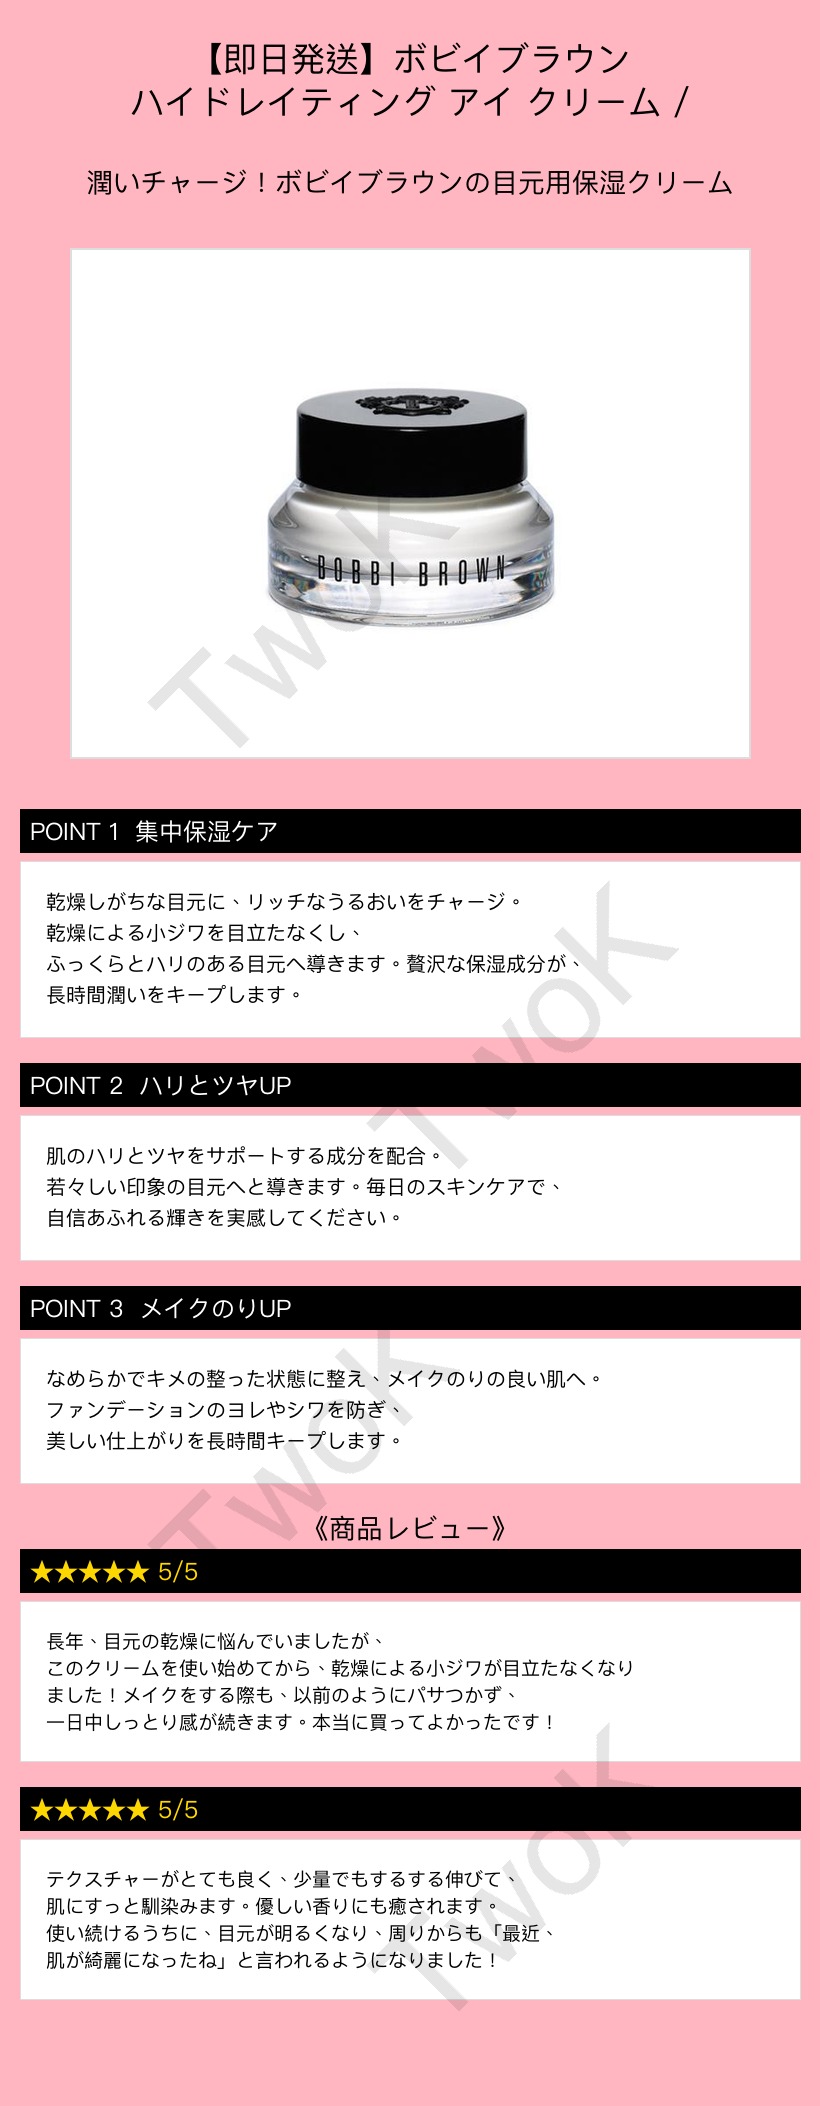 【即日発送】ボビイブラウン
ハイドレイティング アイ クリーム /
潤いチャージ！ボビイブラウンの目元用保湿クリーム
BOBBI BROWN
TwoK
POINT 1 集中保湿ケア
乾燥しがちな目元に、リッチなうるおいをチャージ。
乾燥による小ジワを目立たなくし、
ふっくらとハリのある目元へ導きます。贅沢な保湿成分が、
長時間潤いをキープします。
TwoK
POINT 2 ハリとツヤUP
肌のハリとツヤをサポートする成分を配合。
若々しい印象の目元へと導きます。毎日のスキンケアで、
自信あふれる輝きを実感してください。
POINT 3 メイクのりUP
なめらかでキメの整った状態に整え、メイクのりの良い肌へ。
ファンデーションのヨレやシワを防ぎ、
美しい仕上がりを長時間キープします。
TwoK
《商品レビュー》
★★★★★ 5/5
長年、目元の乾燥に悩んでいましたが、
このクリームを使い始めてから、乾燥による小ジワが目立たなくなり
ました！メイクをする際も、以前のようにパサつかず、
一日中しっとり感が続きます。本当に買ってよかったです！
★★★★★ 5/5
テクスチャーがとても良く、少量でもするする伸びて、
肌にすっと馴染みます。優しい香りにも癒されます。
使い続けるうちに、目元が明るくなり、周りからも「最近、
肌が綺麗になったね」と言われるようになりました！
TwoK